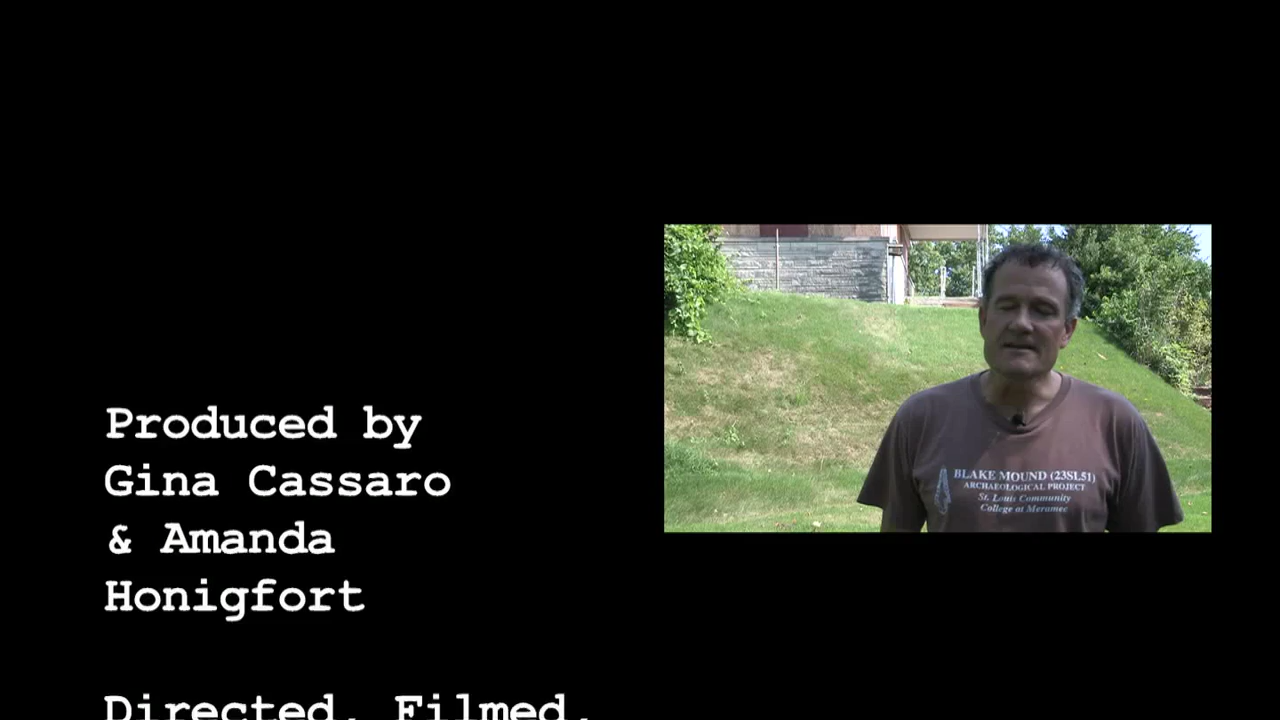 Produced by
Gina Cassaro
& Amanda
Honigfort
Directed, Filmed,
BLAKE MOUND (23SL51)
ARCHAEOLOGICAL PROJECT
St. Louis Community
College at Meramec